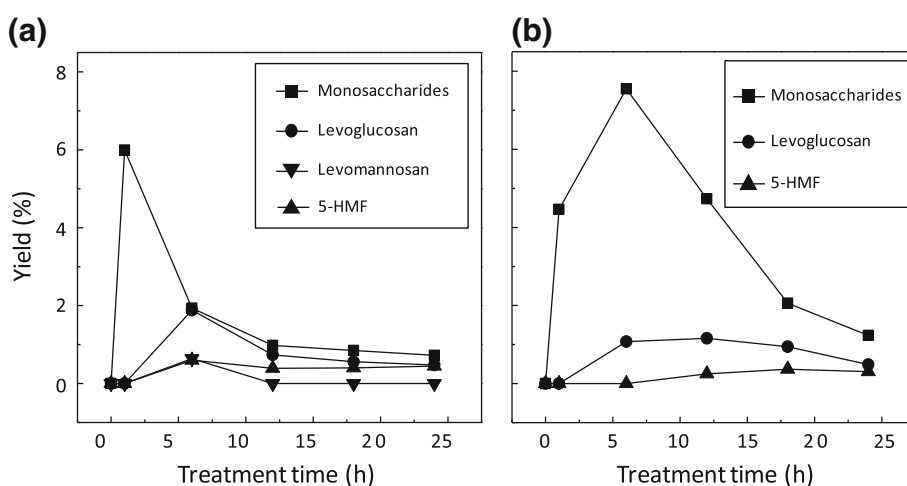 (a)
8
6
4
2
0
Yield (%)
Monosaccharides
Levoglucosan
Levomannosan
5-HMF
0 5 10 15 20 25
Treatment time (h)
(b)
Monosaccharides
Levoglucosan
5-HMF
0 5 10 15 20 25
Treatment time (h)